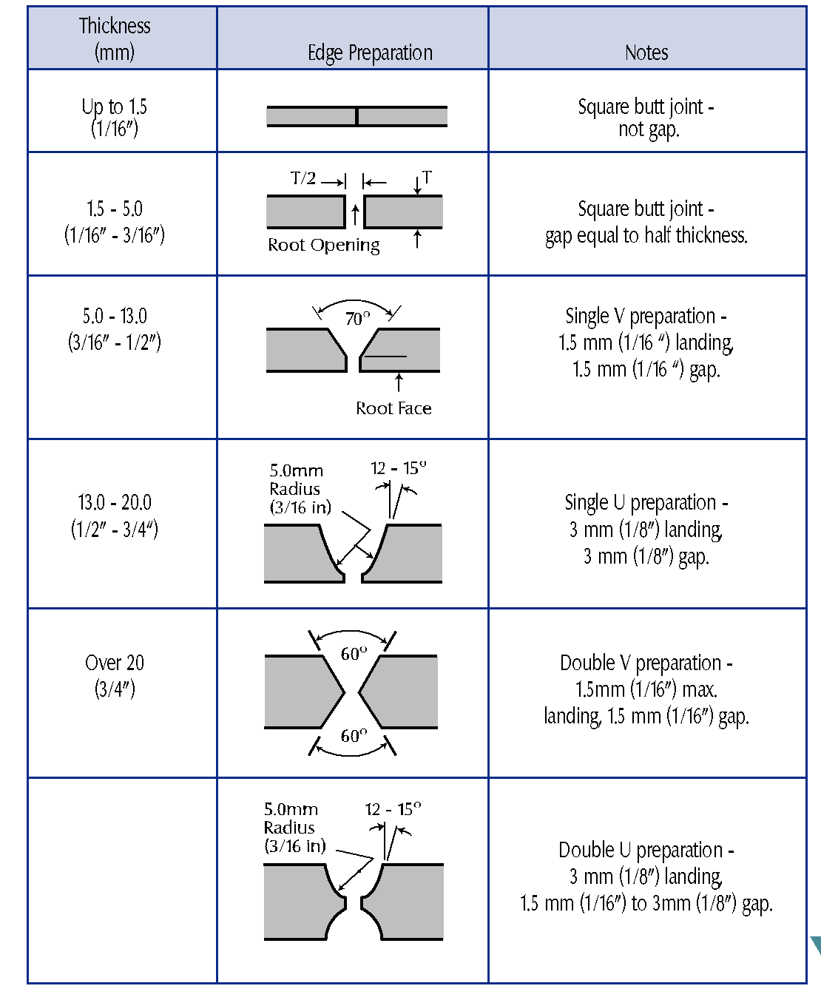 Thickness
(mm)
Edge Preparation
Notes
Up to 1.5
(1/16″)
Square butt joint -
not gap.
1.5 - 5.0
(1/16″ - 3/16″)
T/2
T
Root Opening
Square butt joint -
gap equal to half thickness.
5.0 - 13.0
(3/16″ - 1/2″)
70°
Root Face
Single V preparation -
1.5 mm (1/16 “) landing,
1.5 mm (1/16 “) gap.
13.0 - 20.0
(1/2″ - 3/4“)
5.0mm
Radius
(3/16 in)
12 - 15°
Single U preparation -
3 mm (1/8″) landing,
3 mm (1/8″) gap.
Over 20
(3/4″)
60°
60°
Double V preparation -
1.5mm (1/16″) max.
landing, 1.5 mm (1/16″) gap.
5.0mm
Radius
(3/16 in)
12 - 15°
Double U preparation -
3 mm (1/8″) landing,
1.5 mm (1/16″) to 3mm (1/8″) gap.